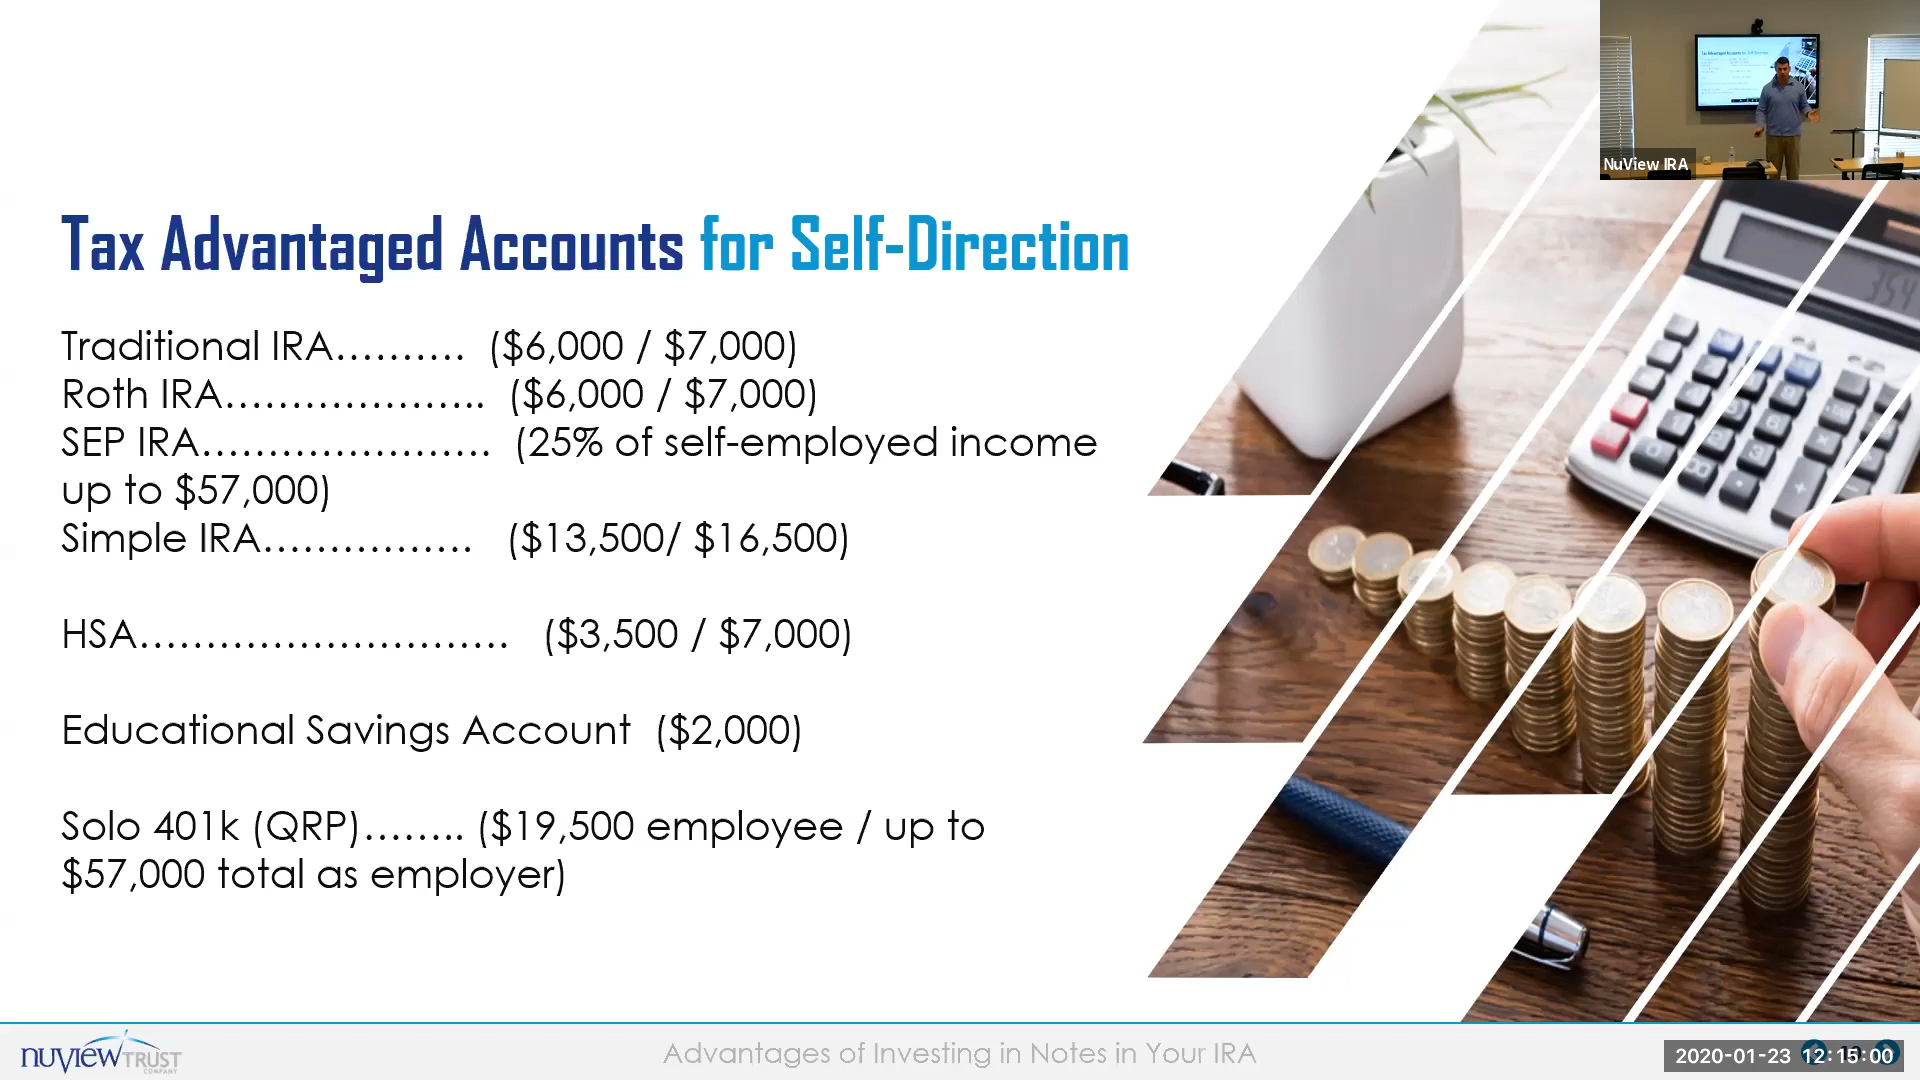 NuView IRA
Tax Advantaged Accounts for Self-Direction
Traditional IRA.......... ($6,000 / $7,000)
Roth IRA.................... ($6,000 / $7,000)
SEP IRA...................... (25% of self-employed income
up to $57,000)
Simple IRA................ ($13,500/ $16,500)
HSA............................ ($3,500 / $7,000)
Educational Savings Account ($2,000)
Solo 401k (QRP)........ ($19,500 employee / up to
$57,000 total as employer)
nuview TRUST
COMPANY
Advantages of Investing in Notes in Your IRA
2020-01-23 12:15:00